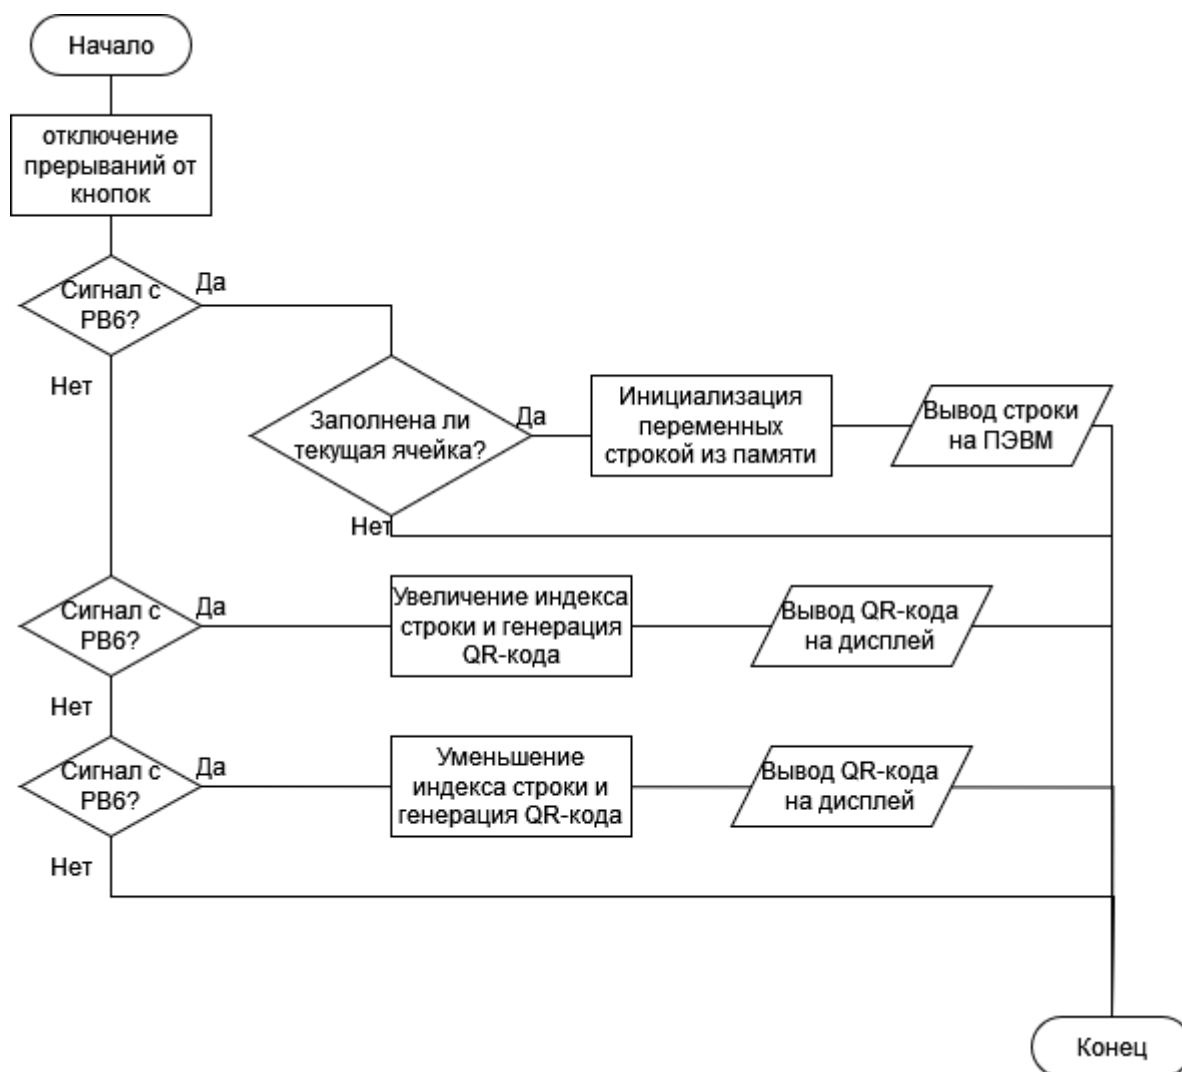 Начало
отключение
прерываний от
кнопок
Сигнал с
PB6?
Да
Нет
Заполнена ли
текущая ячейка?
Да
Нет
Инициализация
переменных
строкой из памяти
Вывод строки
на ПЭВМ
Сигнал с
PB6?
Да
Нет
Увеличение индекса
строки и генерация
QR-кода
Вывод QR-кода
на дисплей
Сигнал с
PB6?
Да
Нет
Уменьшение
индекса строки и
генерация QR-кода
Вывод QR-кода
на дисплей
Конец